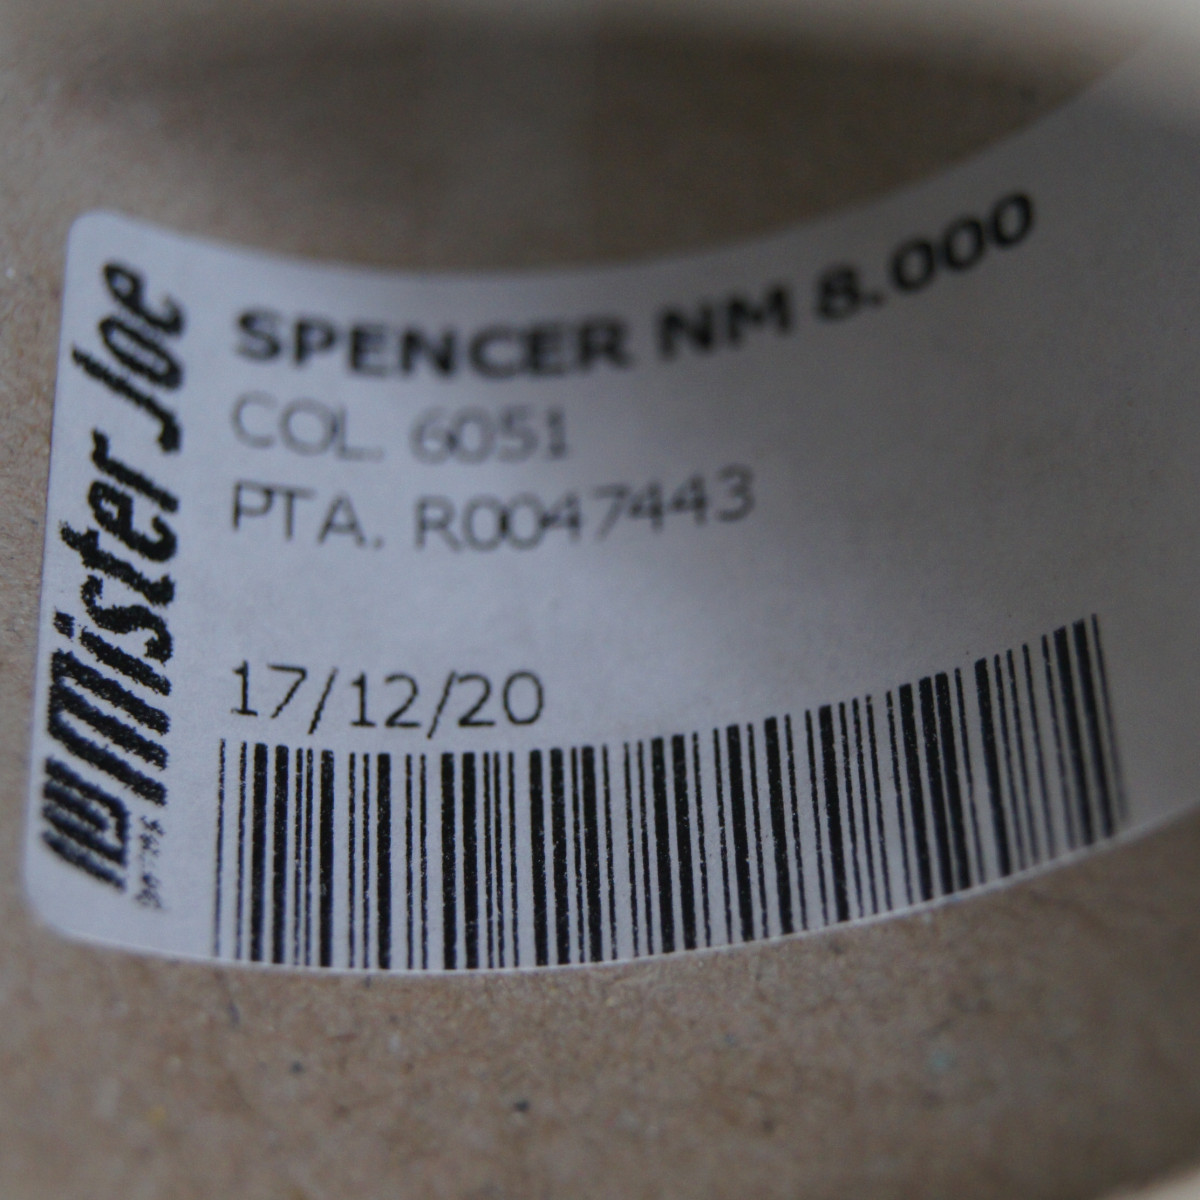 Mister Joe
SPENCER NM 8.000
COL. 6051
PTA. R0047443
17/12/20